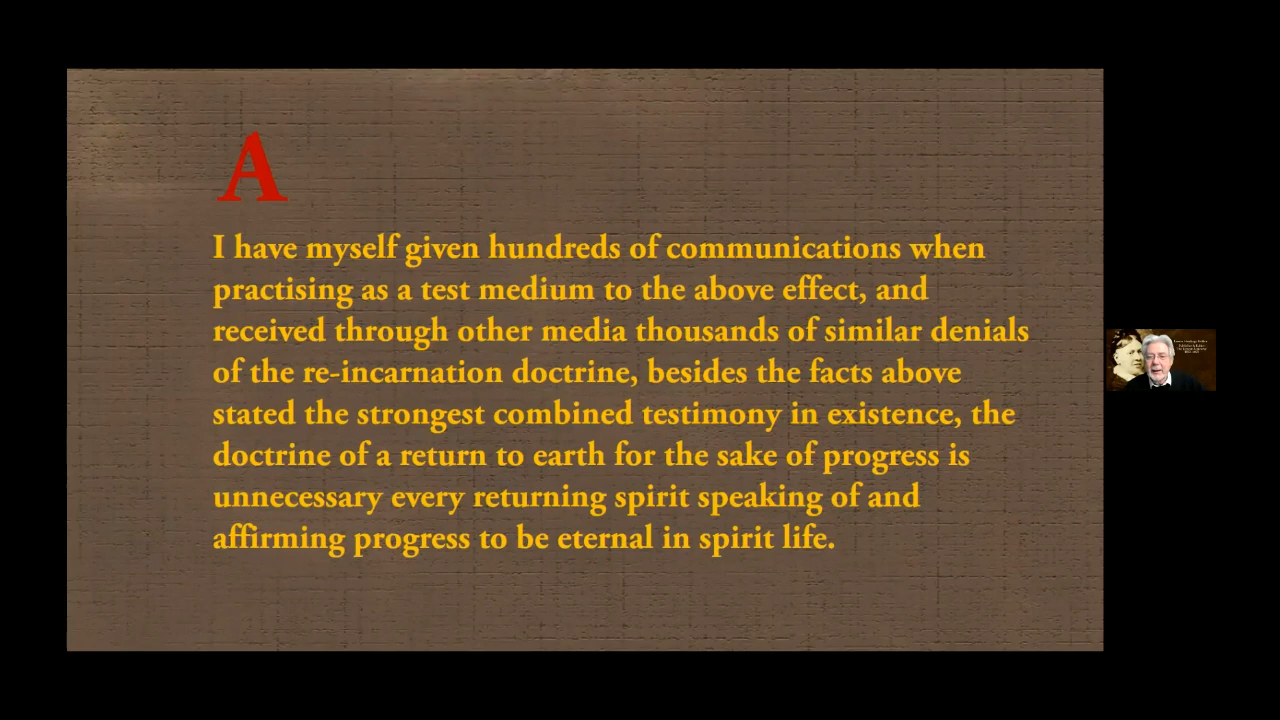 A
I have myself given hundreds of communications when
practising as a test medium to the above effect, and
received through other media thousands of similar denials
of the re-incarnation doctrine, besides the facts above
stated the strongest combined testimony in existence, the
doctrine of a return to earth for the sake of progress is
unnecessary every returning spirit speaking of and
affirming progress to be eternal in spirit life.